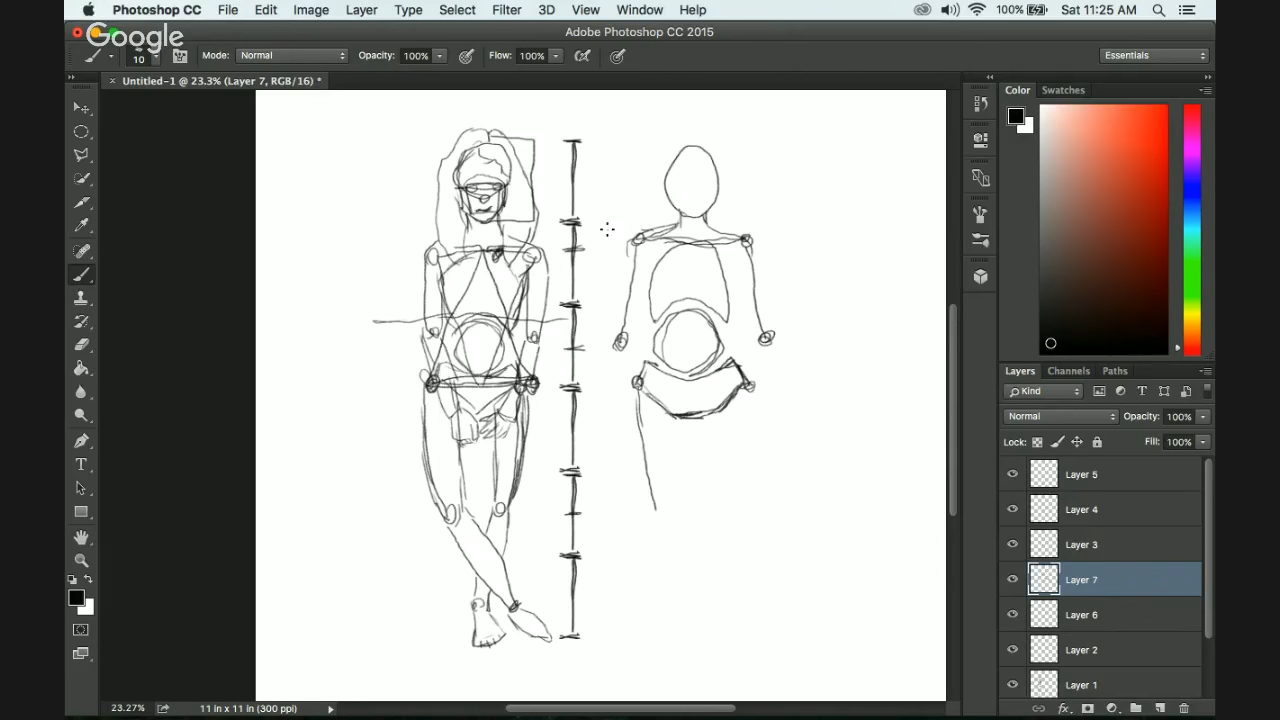 Photoshop CC File Edit Image Layer Type Select Filter 3D View Window Help 100% Sat 11:25 AM
Google
Adobe Photoshop CC 2015
10 Mode: Normal Opacity: 100% Flow: 100% Essentials
× Untitled-1 @ 23.3% (Layer 7, RGB/16) *
Color Swatches
Layers Channels Paths
Kind
Normal Opacity: 100%
Lock: Fill: 100%
Layer 5
Layer 4
Layer 3
Layer 7
Layer 6
Layer 2
Layer 1
23.27% 11 in x 11 in (300 ppi)